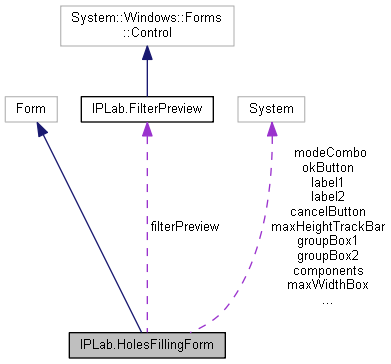 System::Windows::Forms
::Control
Form
IPLab.FilterPreview
System
modeCombo
okButton
label1
label2
cancelButton
maxHeightTrackBar
groupBox1
groupBox2
components
maxWidthBox
...
filterPreview
IPLab.HolesFillingForm